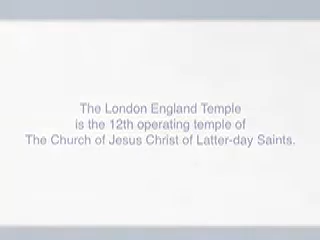 The London England Temple
is the 12th operating temple of
The Church of Jesus Christ of Latter-day Saints.